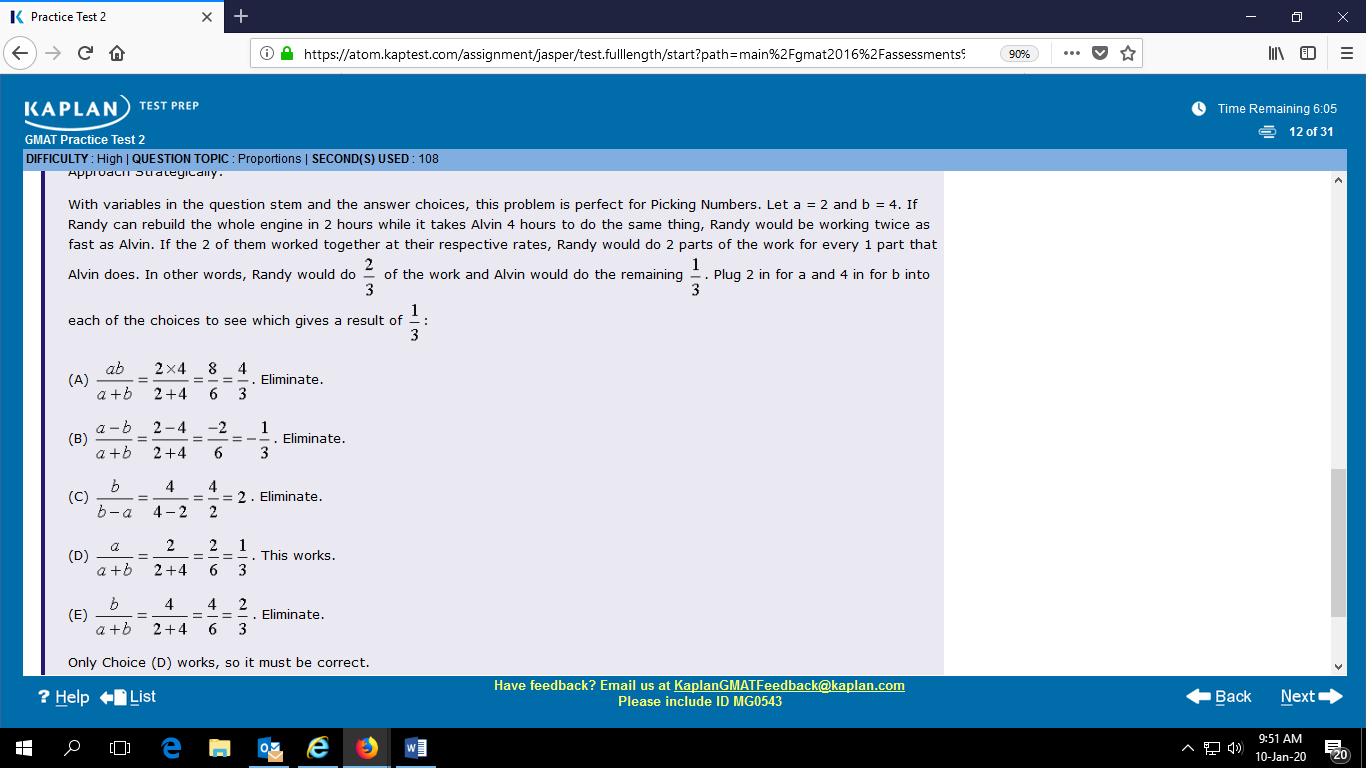 Practice Test 2
https://atom.kaptest.com/assignment/jasper/test.fulllength/start?path=main%2Fgmat2016%2Fassessments%
90%
KAPLAN TEST PREP
GMAT Practice Test 2
Time Remaining 6:05
12 of 31
DIFFICULTY : High | QUESTION TOPIC : Proportions | SECOND(S) USED : 108
Approach Strategically:
With variables in the question stem and the answer choices, this problem is perfect for Picking Numbers. Let a = 2 and b = 4. If
Randy can rebuild the whole engine in 2 hours while it takes Alvin 4 hours to do the same thing, Randy would be working twice as
fast as Alvin. If the 2 of them worked together at their respective rates, Randy would do 2 parts of the work for every 1 part that
Alvin does. In other words, Randy would do 2/3 of the work and Alvin would do the remaining 1/3. Plug 2 in for a and 4 in for b into
each of the choices to see which gives a result of 1/3:
(A) ab/(a+b) = (2×4)/(2+4) = 8/6 = 4/3. Eliminate.
(B) (a−b)/(a+b) = (2−4)/(2+4) = −2/6 = −1/3. Eliminate.
(C) b/(b−a) = 4/(4−2) = 4/2 = 2. Eliminate.
(D) a/(a+b) = 2/(2+4) = 2/6 = 1/3. This works.
(E) b/(a+b) = 4/(2+4) = 4/6 = 2/3. Eliminate.
Only Choice (D) works, so it must be correct.
? Help List
Have feedback? Email us at KaplanGMATFeedback@kaplan.com
Please include ID MG0543
Back Next
9:51 AM
10-Jan-20
20